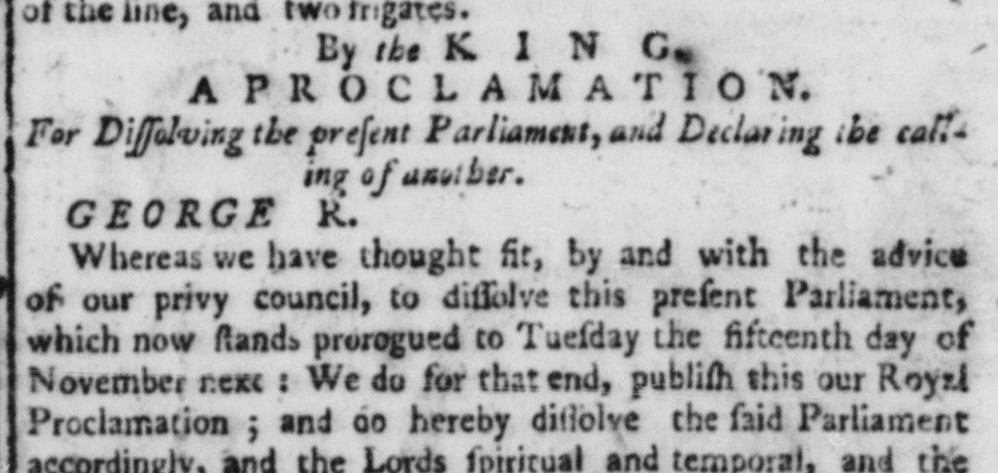 of the line, and two frigates.
By the KING.
A PROCLAMATION.
For Diſſolving the preſent Parliament, and Declaring the call-
ing of another.
GEORGE R.
Whereas we have thought fit, by and with the advice
of our privy council, to diſſolve this preſent Parliament,
which now ſtands prorogued to Tueſday the fifteenth day of
November next : We do for that end, publiſh this our Royal
Proclamation ; and do hereby diſſolve the ſaid Parliament
accordingly, and the Lords ſpiritual and temporal, and the